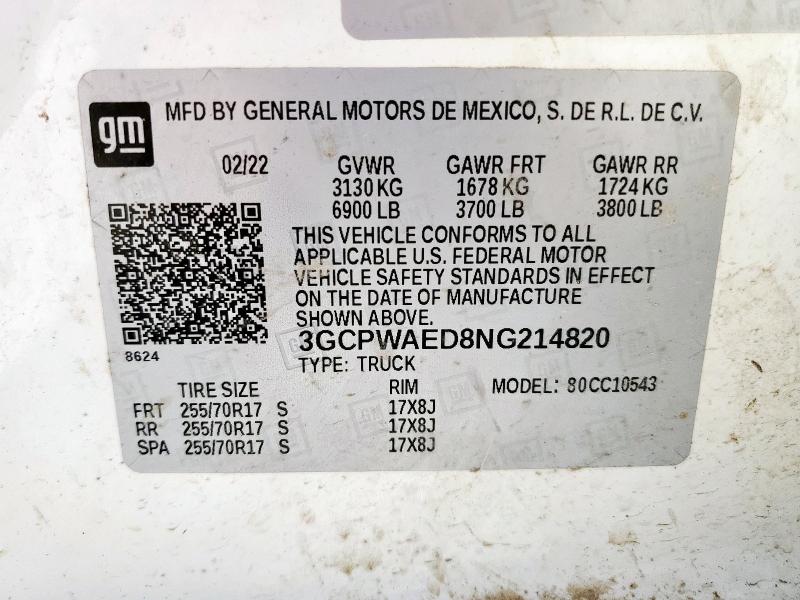 gm MFD BY GENERAL MOTORS DE MEXICO, S. DE R.L. DE C.V.
02/22 GVWR GAWR FRT GAWR RR
3130 KG 1678 KG 1724 KG
6900 LB 3700 LB 3800 LB
THIS VEHICLE CONFORMS TO ALL
APPLICABLE U.S. FEDERAL MOTOR
VEHICLE SAFETY STANDARDS IN EFFECT
ON THE DATE OF MANUFACTURE
SHOWN ABOVE.
3GCPWAED8NG214820
8624
TYPE: TRUCK
TIRE SIZE RIM MODEL: 80CC10543
FRT 255/70R17 S 17X8J
RR 255/70R17 S 17X8J
SPA 255/70R17 S 17X8J